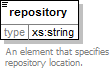 repository
type xs:string
An element that specifies
repository location.